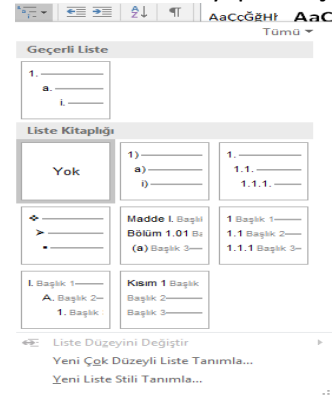 AaCcĞğHł AaC
Tümü
Geçerli Liste
1.
a.
i.
Liste Kitaplığı
Yok
1)
a)
i)
1.
1.1.
1.1.1.
Madde I. Başlıl
Bölüm 1.01 Ba
(a) Başlık 3
1 Başlık 1
1.1 Başlık 2
1.1.1 Başlık 3
I. Başlık 1
A. Başlık 2
1. Başlık
Kısım 1 Başlık
Başlık 2
Başlık 3
Liste Düzeyini Değiştir
Yeni Çok Düzeyli Liste Tanımla...
Yeni Liste Stili Tanımla...